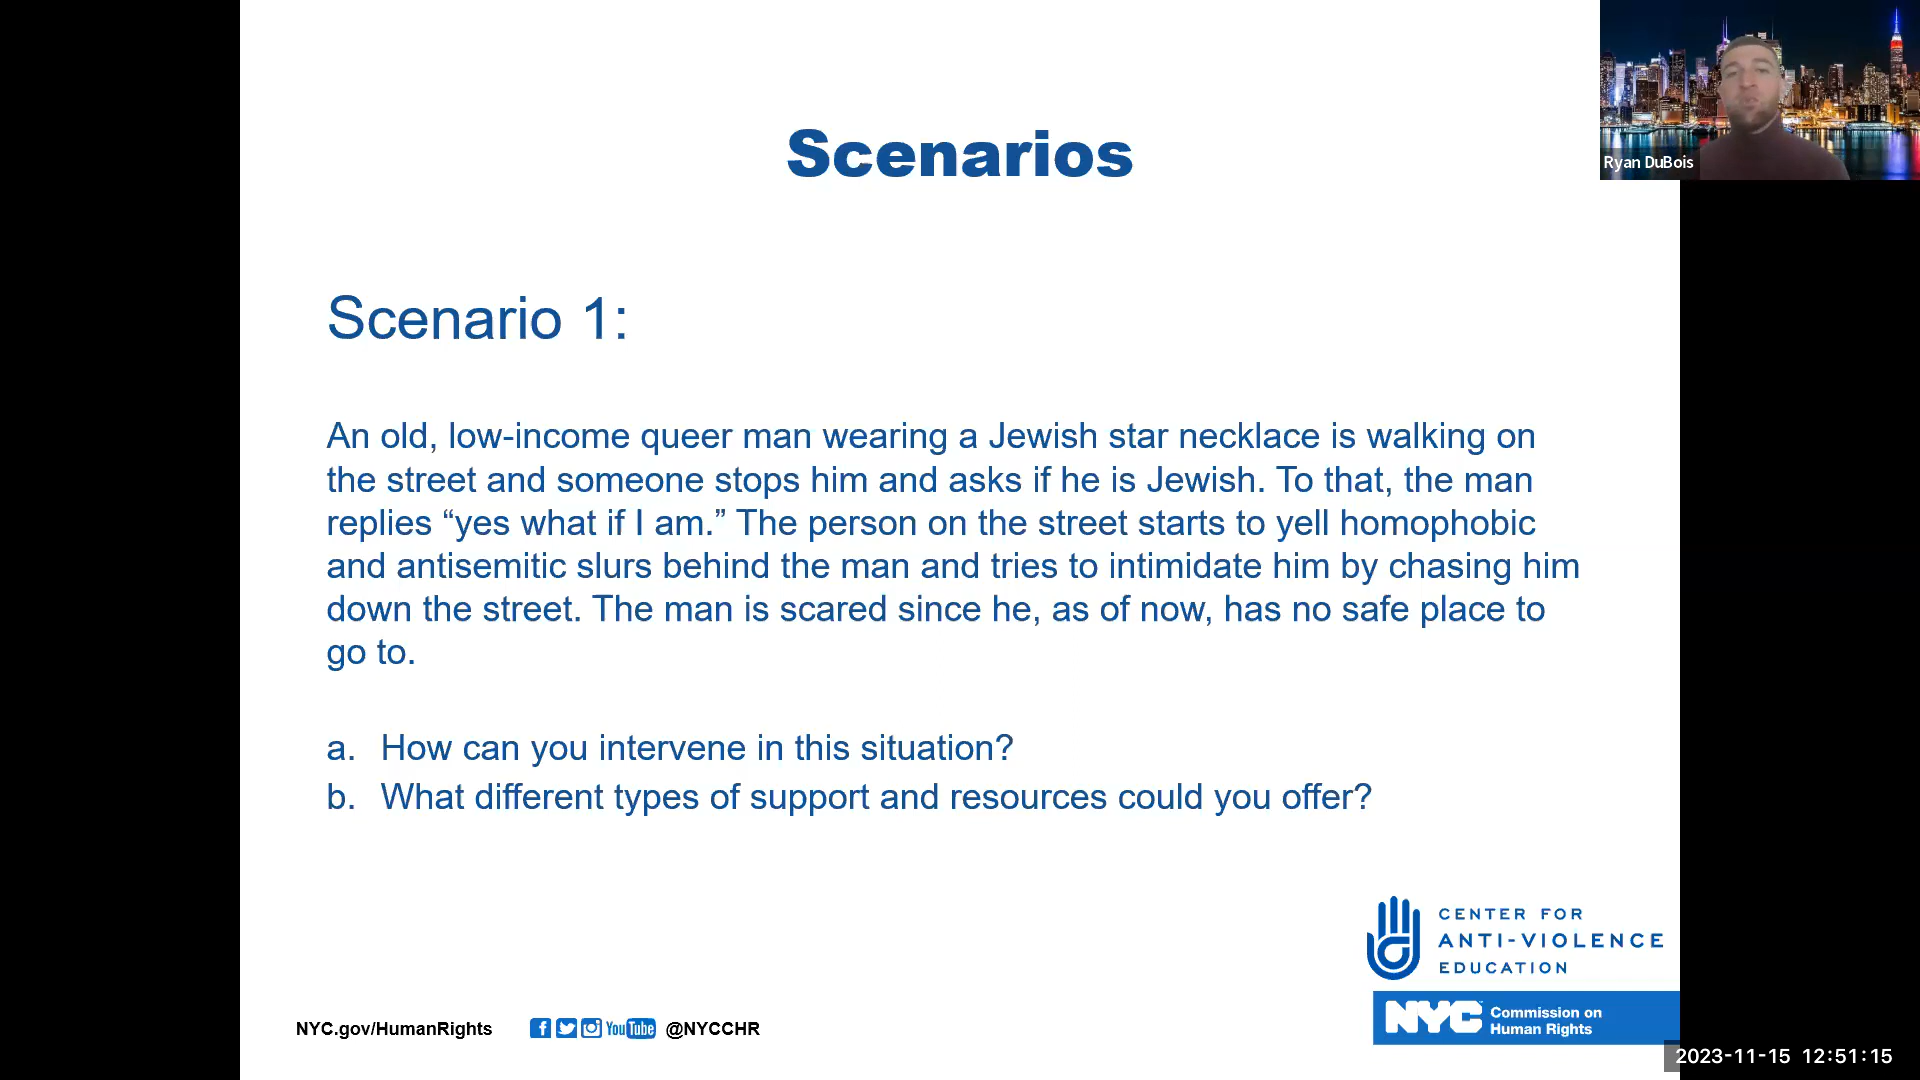 Scenarios
Ryan DuBois
Scenario 1:
An old, low-income queer man wearing a Jewish star necklace is walking on
the street and someone stops him and asks if he is Jewish. To that, the man
replies “yes what if I am.” The person on the street starts to yell homophobic
and antisemitic slurs behind the man and tries to intimidate him by chasing him
down the street. The man is scared since he, as of now, has no safe place to
go to.
a. How can you intervene in this situation?
b. What different types of support and resources could you offer?
CENTER FOR
ANTI-VIOLENCE
EDUCATION
NYC Commission on
Human Rights
NYC.gov/HumanRights YouTube @NYCCHR
2023-11-15 12:51:15